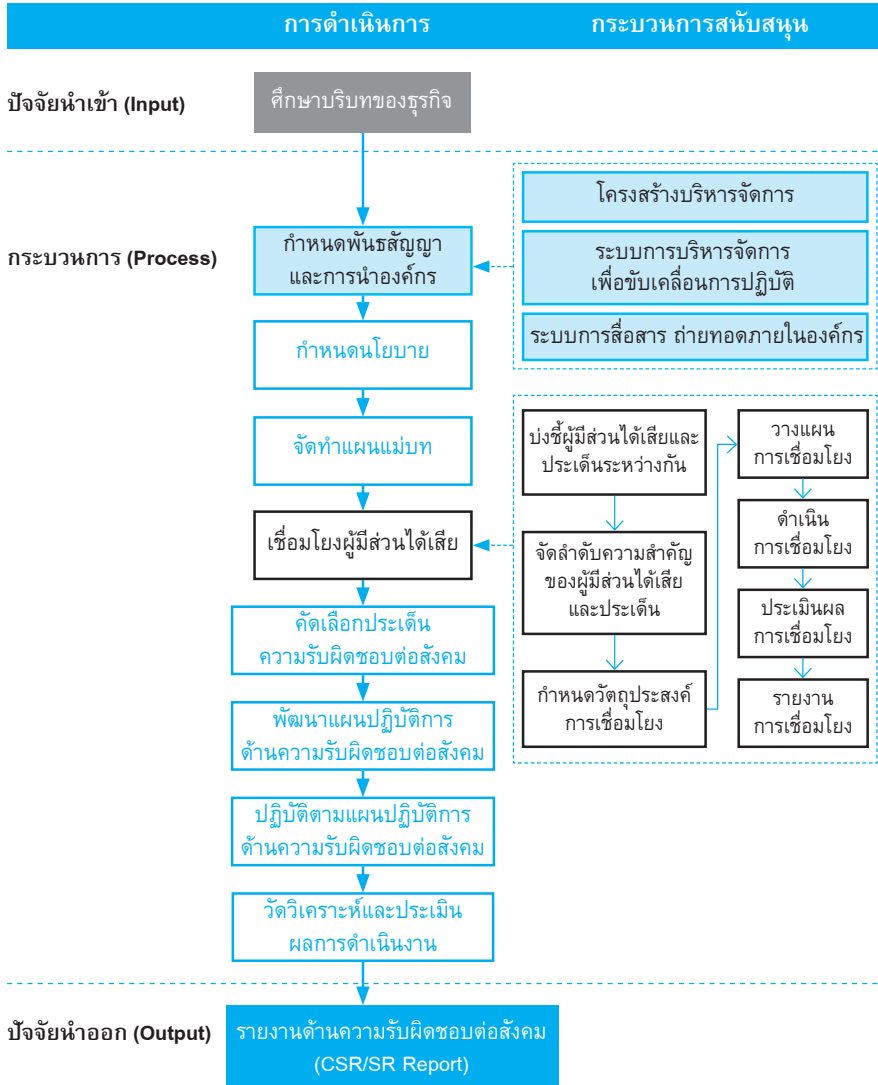 การดำเนินการ
กระบวนการสนับสนุน
ปัจจัยนำเข้า (Input)
ศึกษาบริบทของธุรกิจ
กระบวนการ (Process)
กำหนดพันธสัญญา
และการนำองค์กร
โครงสร้างบริหารจัดการ
ระบบการบริหารจัดการ
เพื่อขับเคลื่อนการปฏิบัติ
ระบบการสื่อสาร ถ่ายทอดภายในองค์กร
กำหนดนโยบาย
จัดทำแผนแม่บท
เชื่อมโยงผู้มีส่วนได้เสีย
บ่งชี้ผู้มีส่วนได้เสียและ
ประเด็นระหว่างกัน
จัดลำดับความสำคัญ
ของผู้มีส่วนได้เสีย
และประเด็น
กำหนดวัตถุประสงค์
การเชื่อมโยง
วางแผน
การเชื่อมโยง
ดำเนิน
การเชื่อมโยง
ประเมินผล
การเชื่อมโยง
รายงาน
การเชื่อมโยง
คัดเลือกประเด็น
ความรับผิดชอบต่อสังคม
พัฒนาแผนปฏิบัติการ
ด้านความรับผิดชอบต่อสังคม
ปฏิบัติตามแผนปฏิบัติการ
ด้านความรับผิดชอบต่อสังคม
วัดวิเคราะห์และประเมิน
ผลการดำเนินงาน
ปัจจัยนำออก (Output)
รายงานด้านความรับผิดชอบต่อสังคม
(CSR/SR Report)